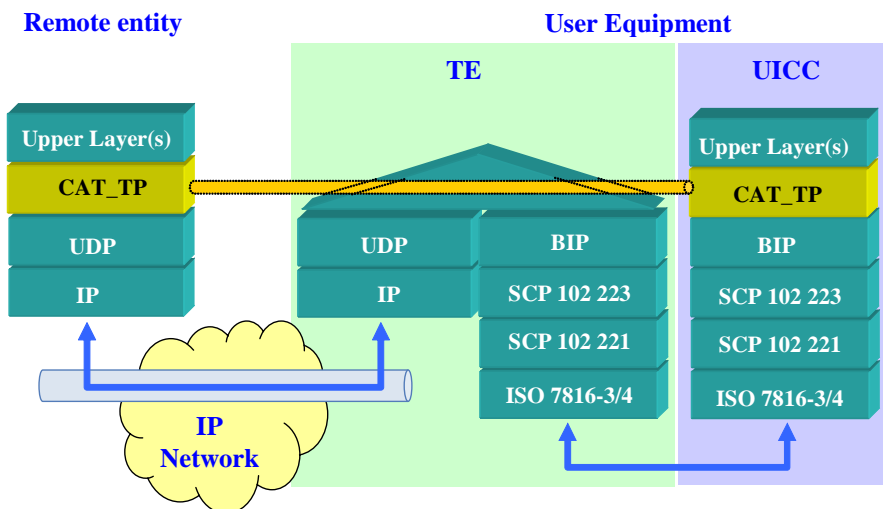 Remote entity
User Equipment
TE
UICC
Upper Layer(s)
CAT_TP
UDP
IP
UDP
IP
BIP
SCP 102 223
SCP 102 221
ISO 7816-3/4
Upper Layer(s)
CAT_TP
BIP
SCP 102 223
SCP 102 221
ISO 7816-3/4
IP
Network